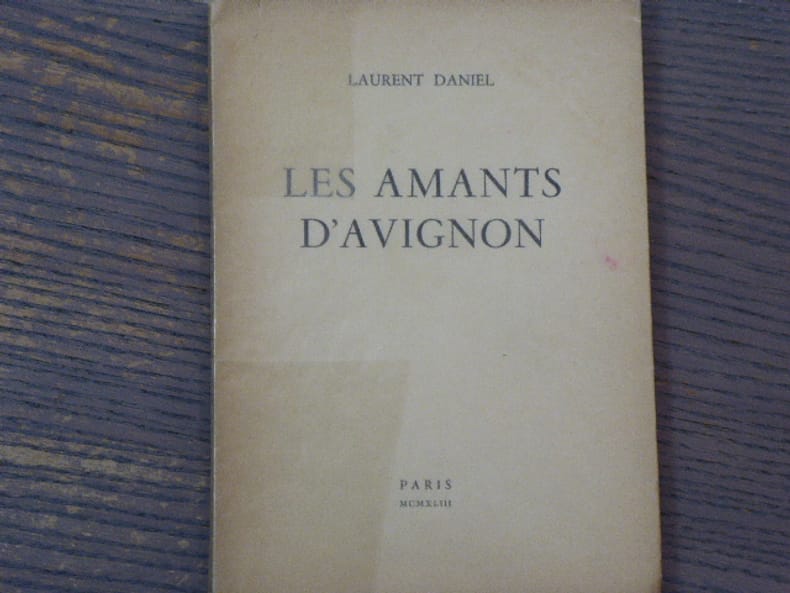 LAURENT DANIEL
LES AMANTS
D'AVIGNON
PARIS
MCMXLIII